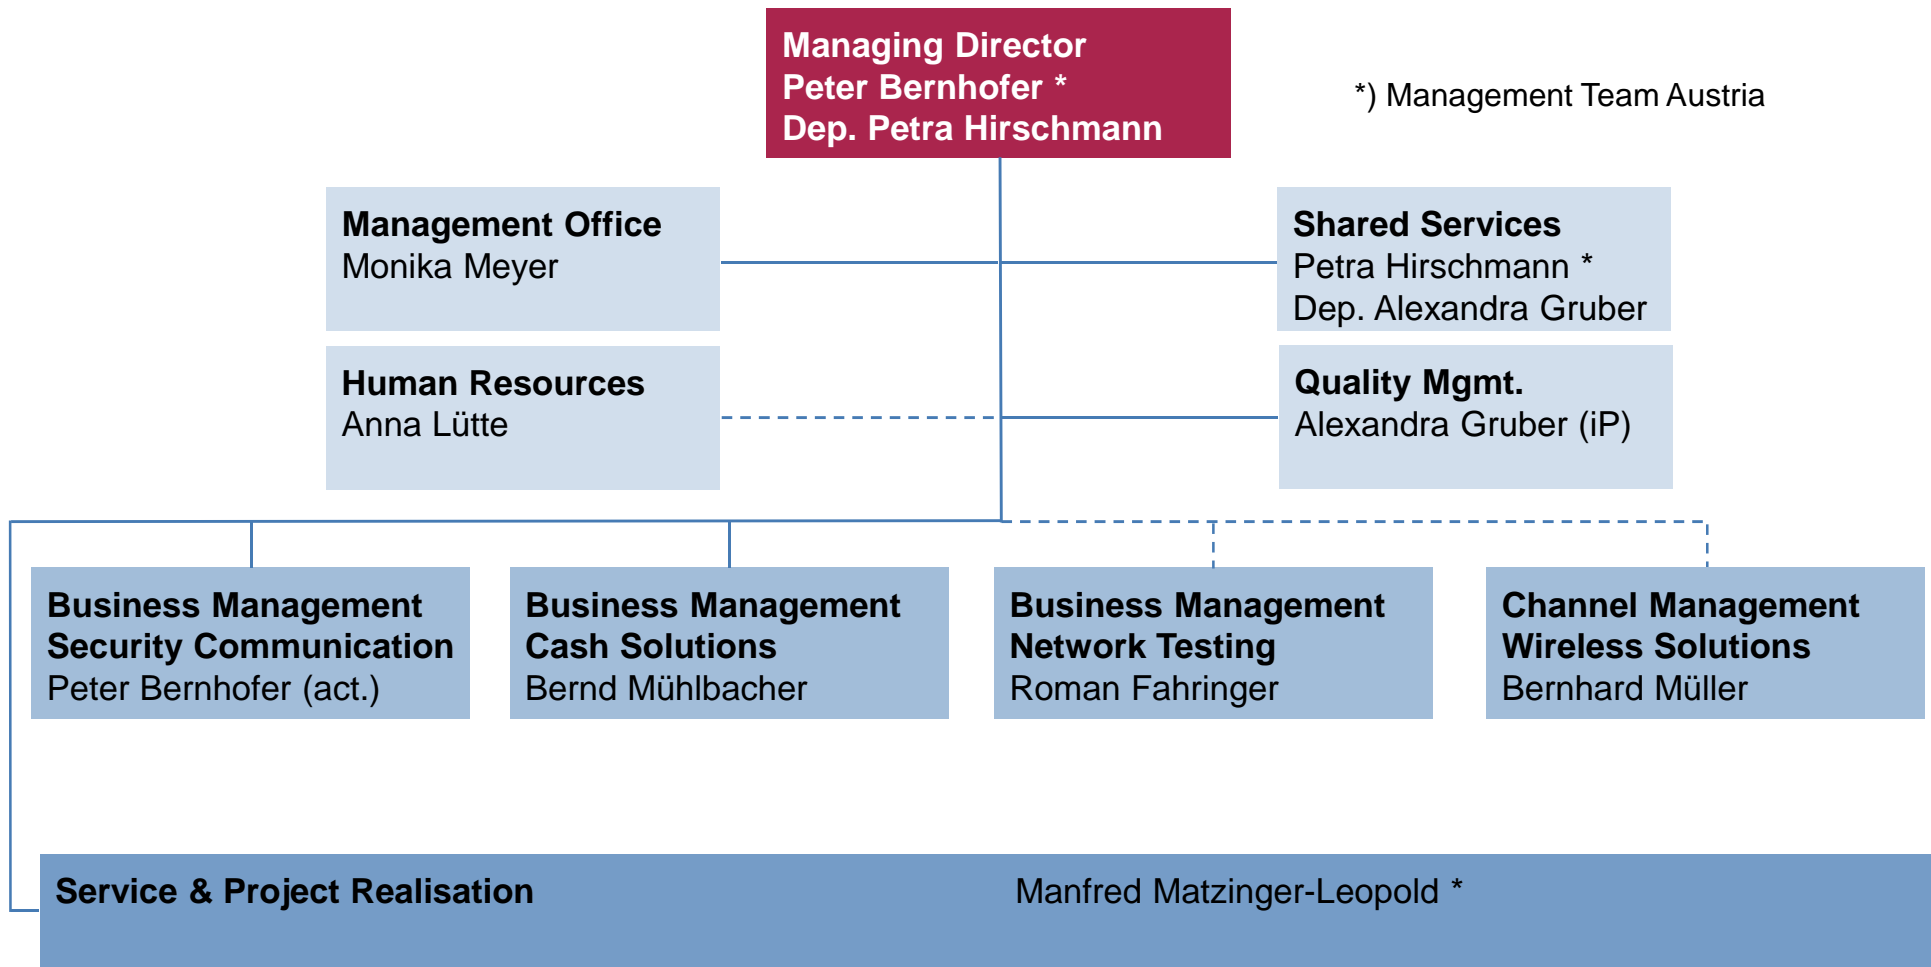 Managing Director
Peter Bernhofer *
Dep. Petra Hirschmann
*) Management Team Austria
Management Office
Monika Meyer
Shared Services
Petra Hirschmann *
Dep. Alexandra Gruber
Human Resources
Anna Lütte
Quality Mgmt.
Alexandra Gruber (iP)
Business Management
Security Communication
Peter Bernhofer (act.)
Business Management
Cash Solutions
Bernd Mühlbacher
Business Management
Network Testing
Roman Fahringer
Channel Management
Wireless Solutions
Bernhard Müller
Service & Project Realisation
Manfred Matzinger-Leopold *